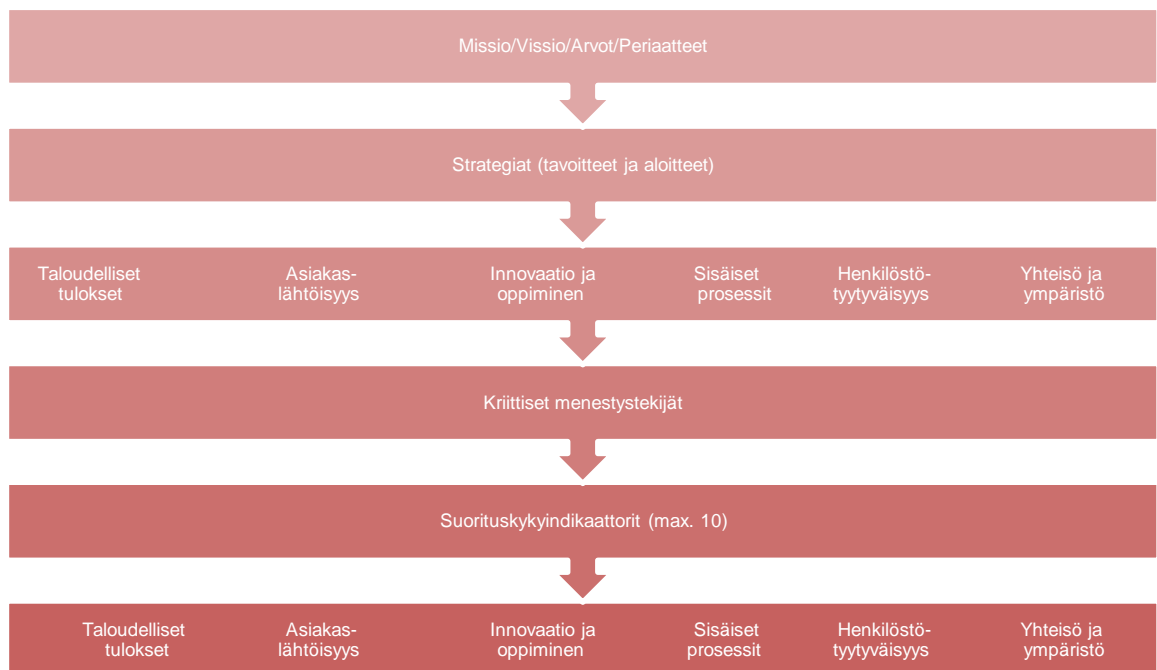 Missio/Vissio/Arvot/Periaatteet
Strategiat (tavoitteet ja aloitteet)
Taloudelliset tulokset
Asiakas-
lähtöisyys
Innovaatio ja
oppiminen
Sisäiset
prosessit
Henkilöstö-
tyytyväisyys
Yhteisö ja
ympäristö
Kriittiset menestystekijät
Suorituskykyindikaattorit (max. 10)
Taloudelliset
tulokset
Asiakas-
lähtöisyys
Innovaatio ja
oppiminen
Sisäiset
prosessit
Henkilöstö-
tyytyväisyys
Yhteisö ja
ympäristö